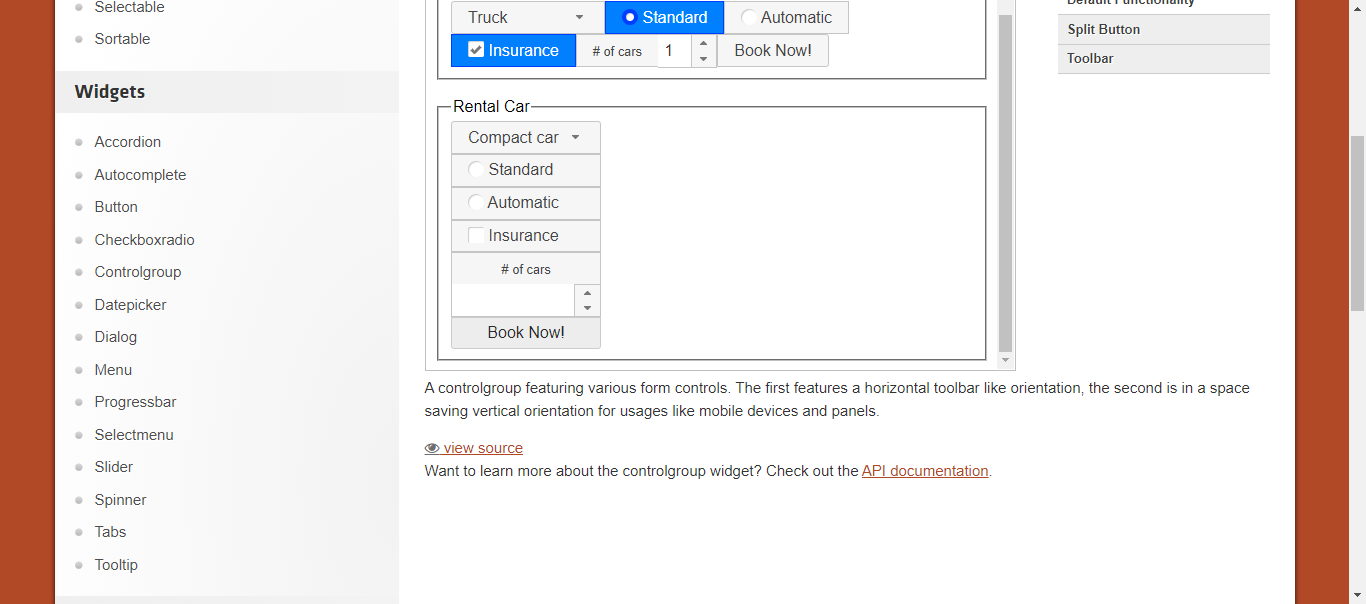 Selectable
Sortable
Widgets
Accordion
Autocomplete
Button
Checkboxradio
Controlgroup
Datepicker
Dialog
Menu
Progressbar
Selectmenu
Slider
Spinner
Tabs
Tooltip
Truck Standard Automatic
Insurance # of cars 1 Book Now!
Rental Car
Compact car
Standard
Automatic
Insurance
# of cars
Book Now!
A controlgroup featuring various form controls. The first features a horizontal toolbar like orientation, the second is in a space
saving vertical orientation for usages like mobile devices and panels.
view source
Want to learn more about the controlgroup widget? Check out the API documentation.
Default Functionality
Split Button
Toolbar